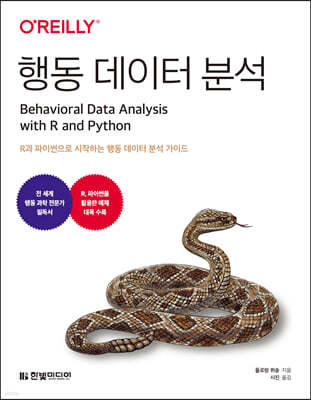 O'REILLY®
행동 데이터 분석
Behavioral Data Analysis
with R and Python
R과 파이썬으로 시작하는 행동 데이터 분석 가이드
전 세계
행동 과학 전문가
필독서
R, 파이썬을
활용한 예제
대폭 수록
한빛미디어
플로랑 뷔송 지음
시진 옮김